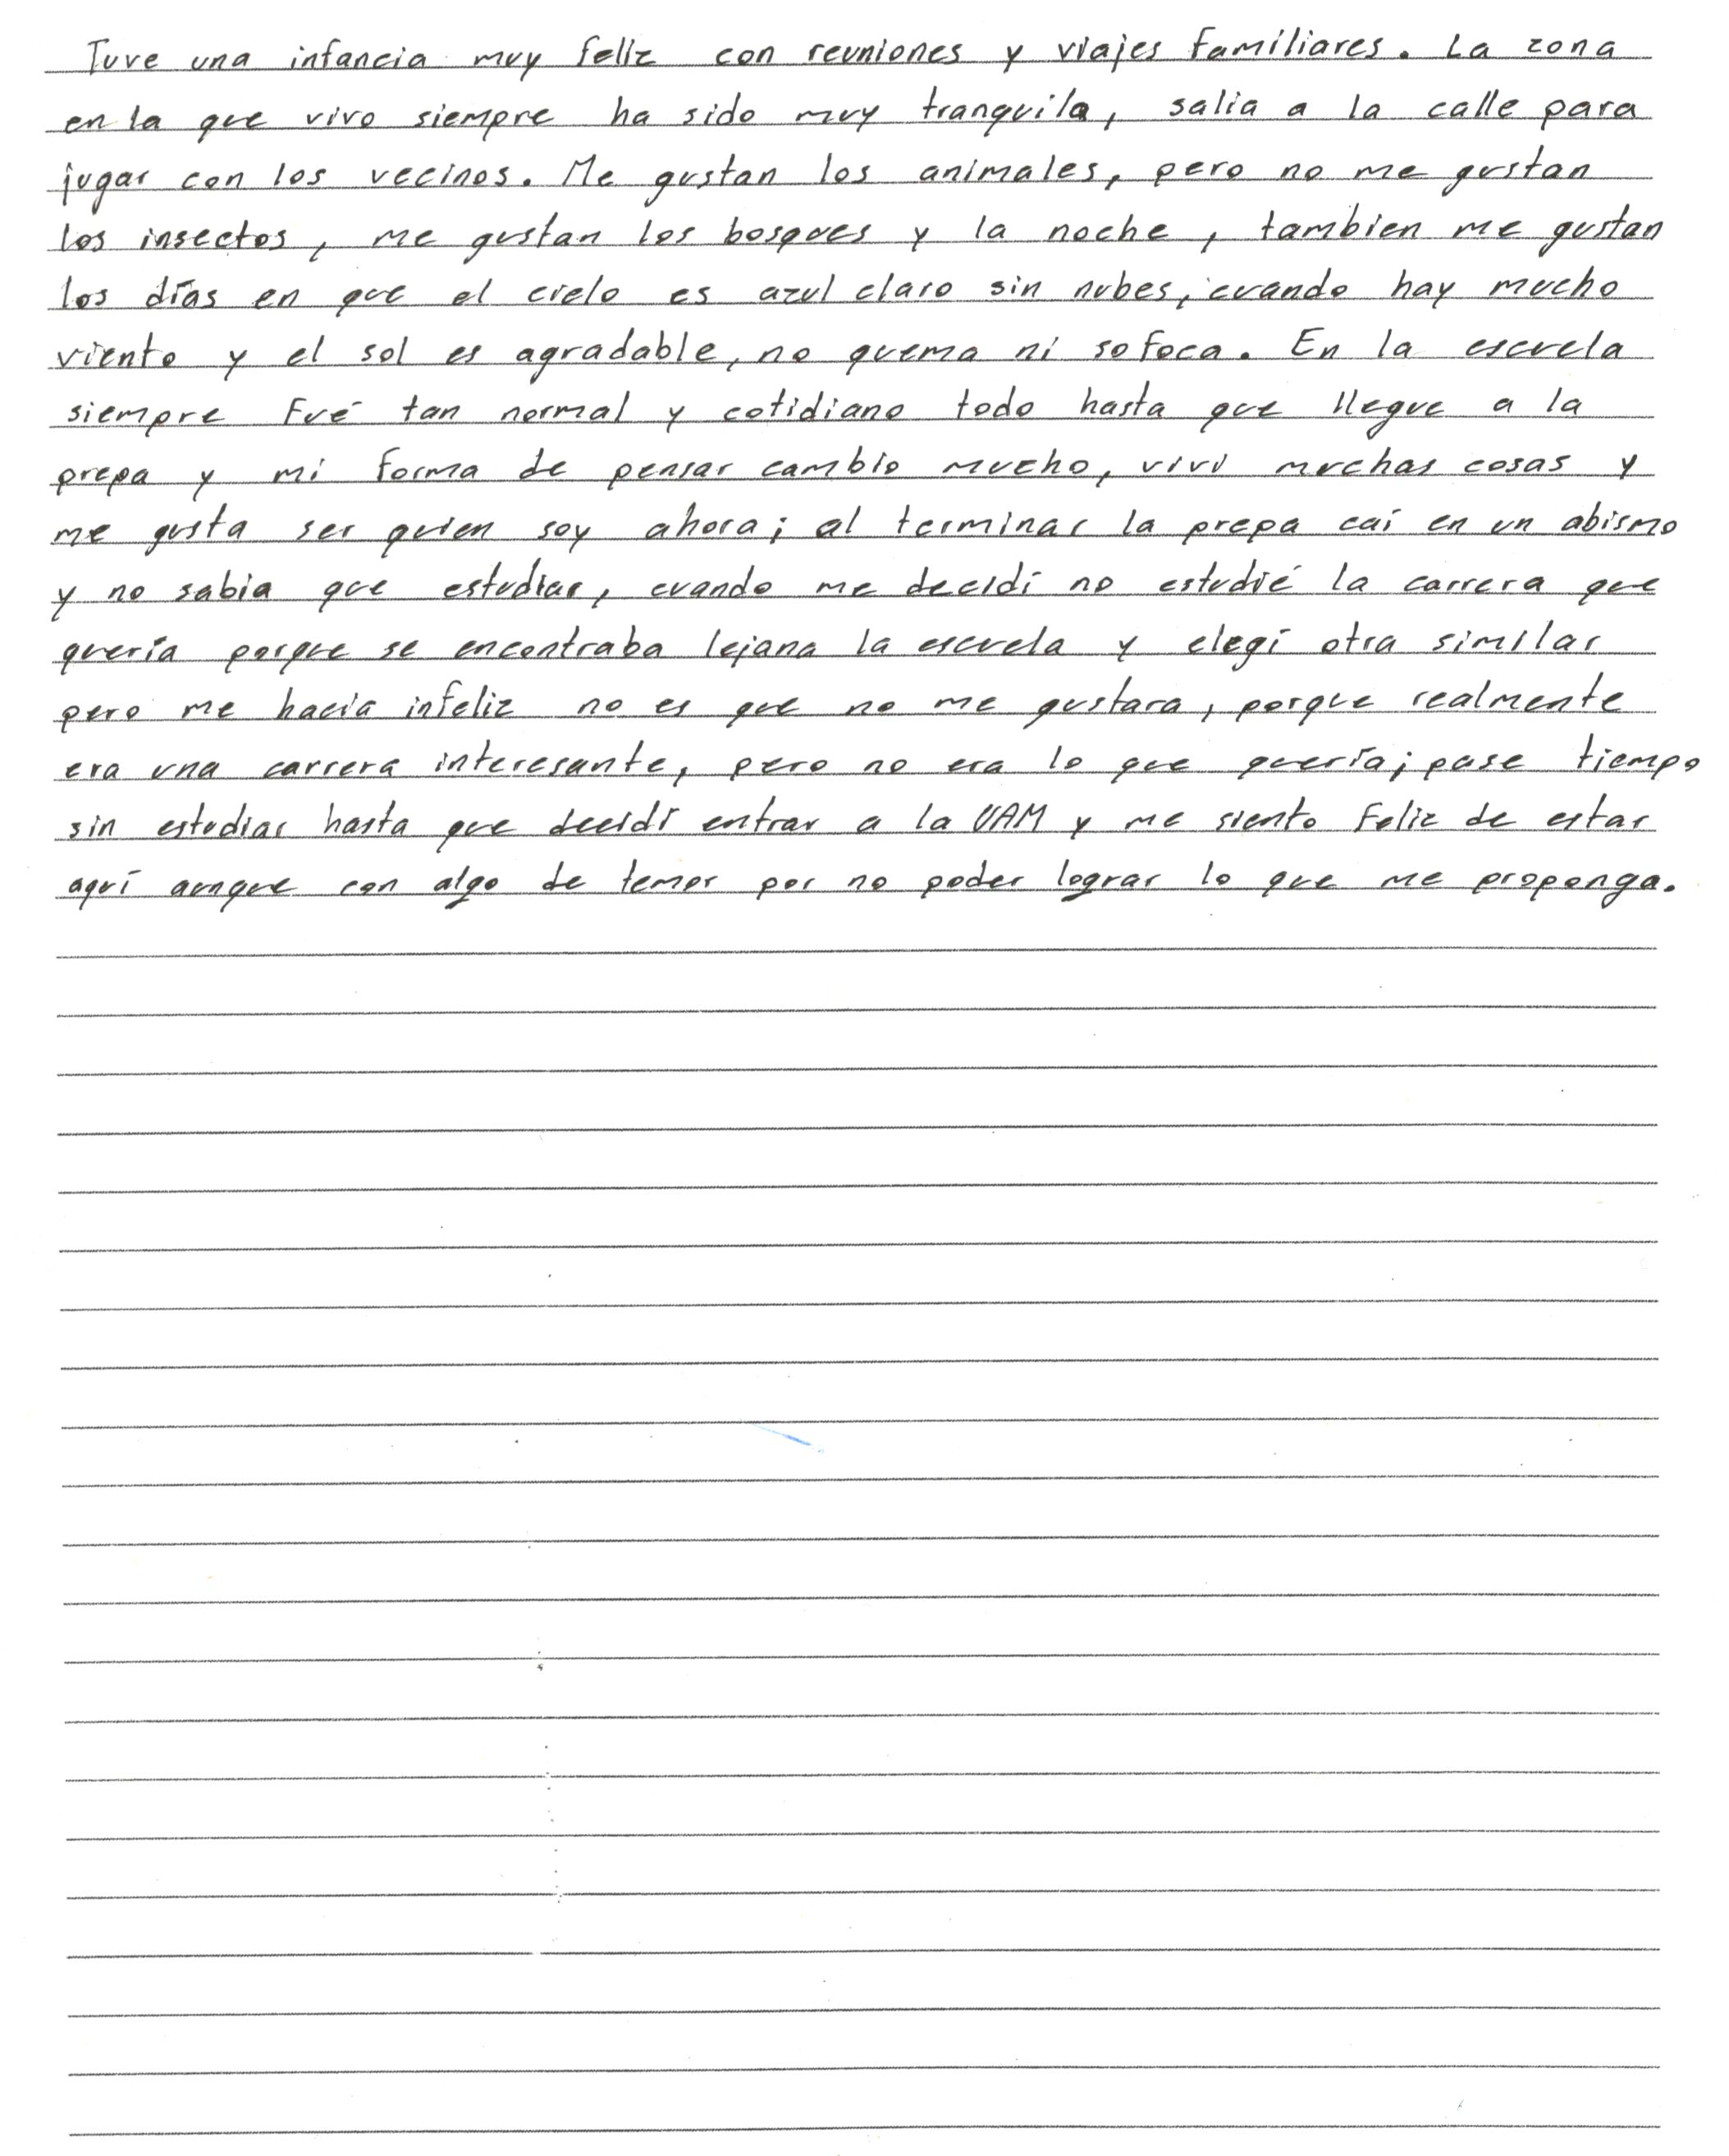 Tuve una infancia muy feliz con reuniones y viajes familiares. La zona
en la que vivo siempre ha sido muy tranquila, salia a la calle para
jugar con los vecinos. Me gustan los animales, pero no me gustan
los insectos, me gustan los bosques y la noche, tambien me gustan
los días en que el cielo es azul claro sin nubes, cuando hay mucho
viento y el sol es agradable, no quema ni sofoca. En la escuela
siempre fué tan normal y cotidiano todo hasta que llegue a la
prepa y mi forma de pensar cambio mucho, viví muchas cosas y
me gusta ser quien soy ahora; al terminar la prepa caí en un abismo
y no sabia que estudiar, cuando me decidí no estudié la carrera que
quería porque se encontraba lejana la escuela y elegí otra similar
pero me hacía infeliz no es que no me gustara, porque realmente
era una carrera interesante, pero no era lo que quería; pase tiempo
sin estudiar hasta que decidí entrar a la UAM y me siento feliz de estar
aquí aunque con algo de temor por no poder lograr lo que me proponga.